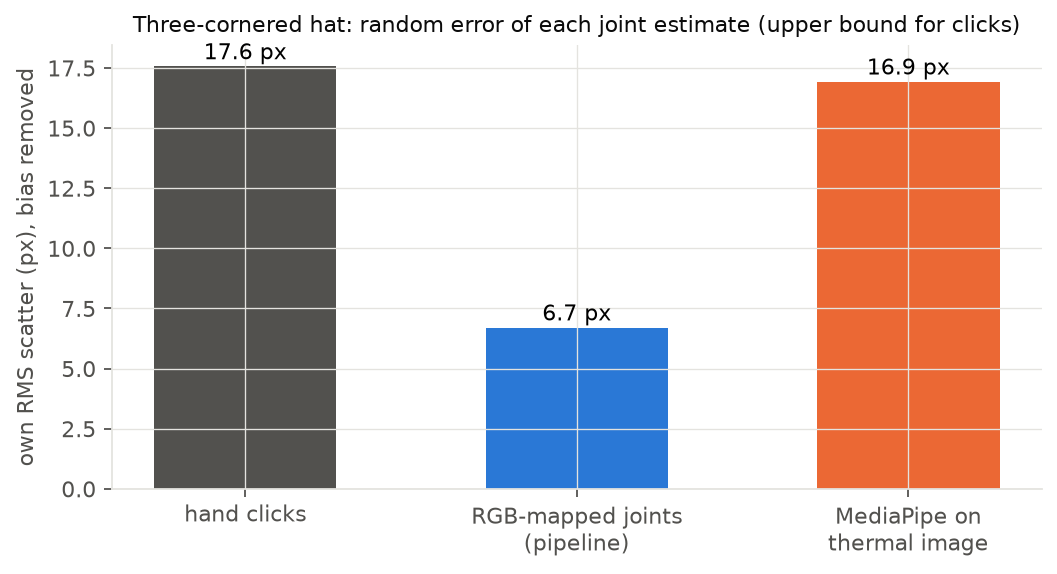 Three-cornered hat: random error of each joint estimate (upper bound for clicks)
own RMS scatter (px), bias removed
17.5
15.0
12.5
10.0
7.5
5.0
2.5
0.0
17.6 px
6.7 px
16.9 px
hand clicks
RGB-mapped joints
(pipeline)
MediaPipe on
thermal image